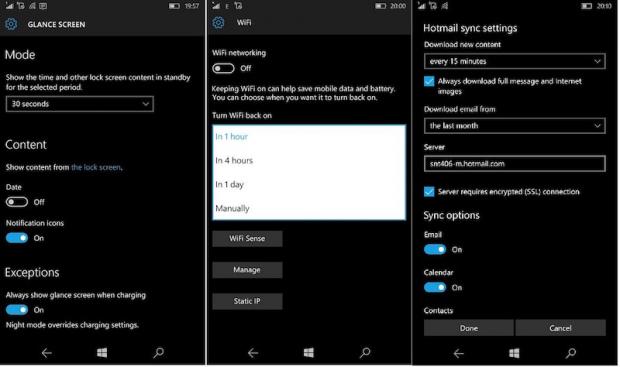 19:57
GLANCE SCREEN
Mode
Show the time and other lock screen content in standby
for the selected period.
30 seconds
Content
Show content from the lock screen.
Date
Off
Notification icons
On
Exceptions
Always show glance screen when charging
On
Night mode overrides charging settings.
E
20:00
WiFi
WiFi networking
Off
Keeping WiFi on can help save mobile data and battery.
You can choose when you want it to turn back on.
Turn WiFi back on
In 1 hour
In 4 hours
In 1 day
Manually
WiFi Sense
Manage
Static IP
20:10
Hotmail sync settings
Download new content
every 15 minutes
Always download full message and Internet
images
Download email from
the last month
Server
snt406-m.hotmail.com
Server requires encrypted (SSL) connection
Sync options
Email
On
Calendar
On
Contacts
Done
Cancel